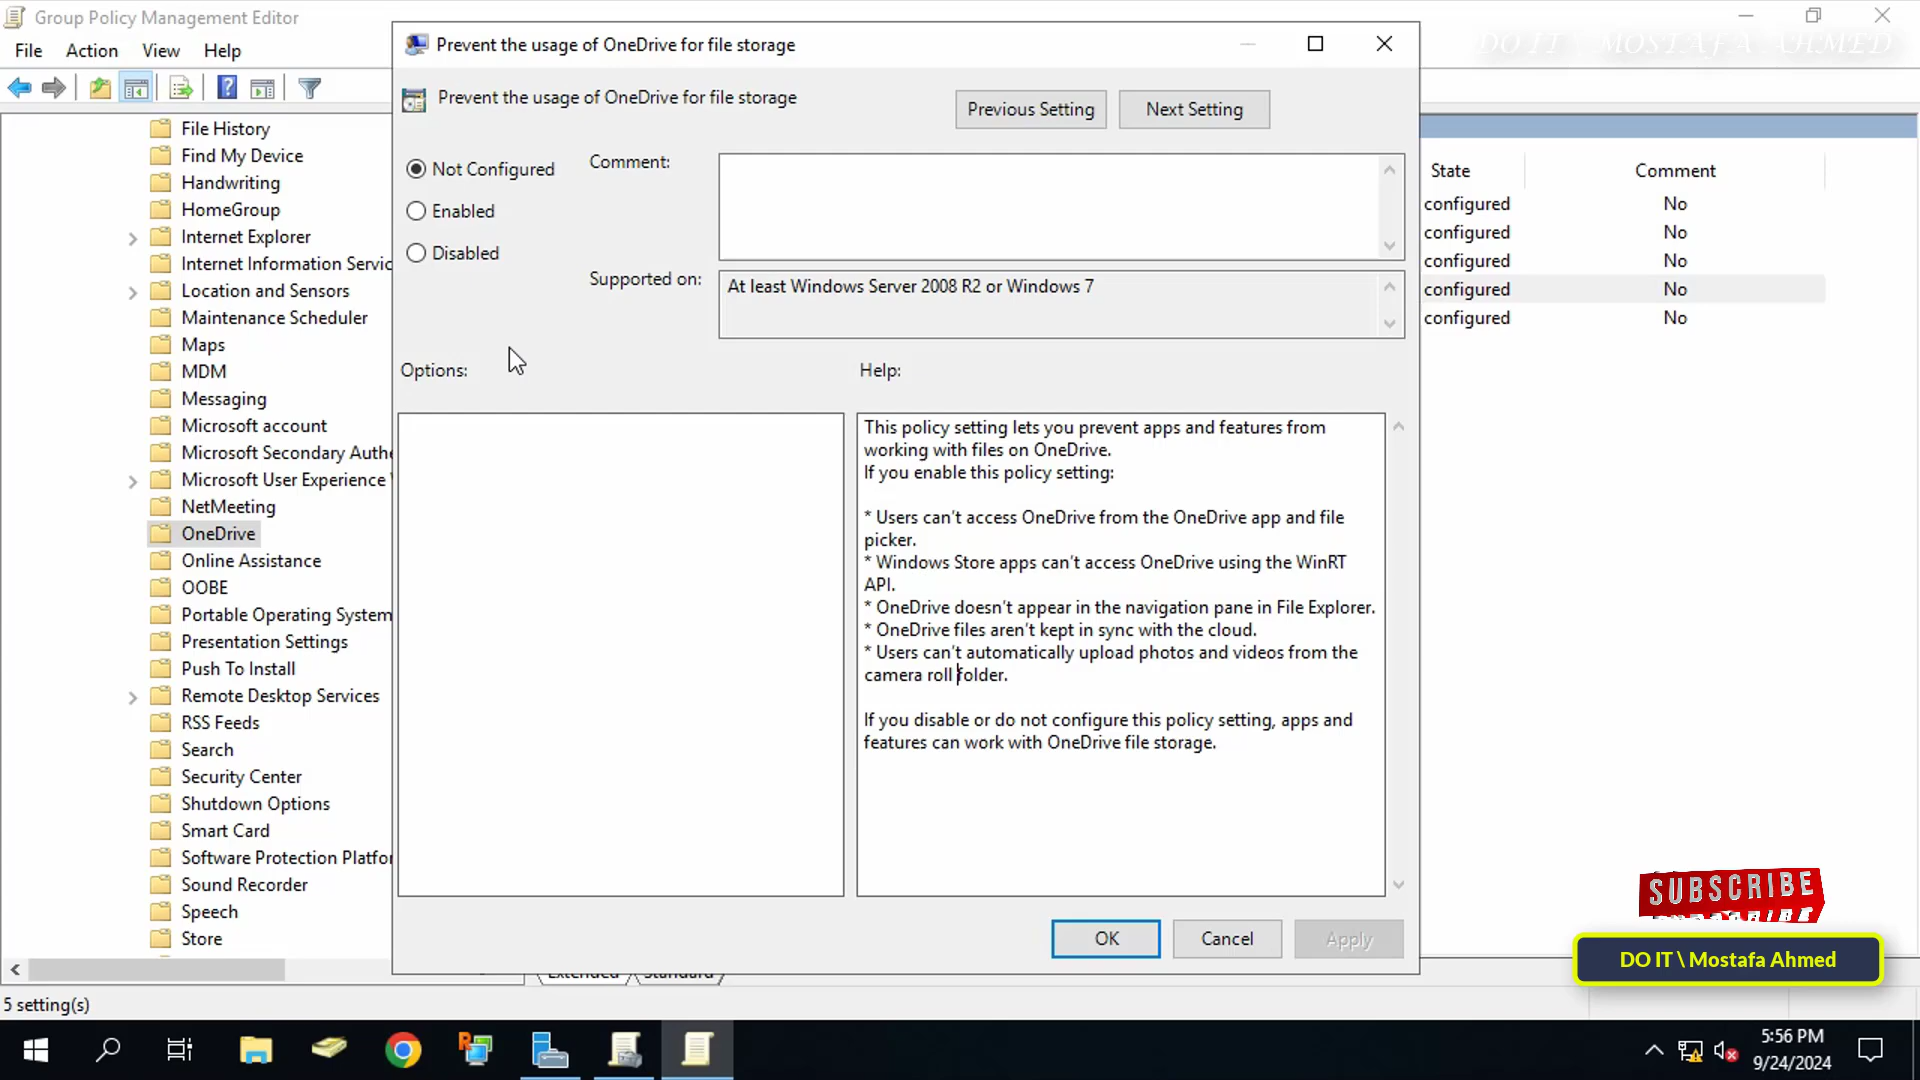 Group Policy Management Editor
File Action View Help
DO IT \ MOSTAFA AHMED
Prevent the usage of OneDrive for file storage
Prevent the usage of OneDrive for file storage
Previous Setting
Next Setting
Not Configured
Enabled
Disabled
Comment:
Supported on:
At least Windows Server 2008 R2 or Windows 7
Options:
Help:
This policy setting lets you prevent apps and features from
working with files on OneDrive.
If you enable this policy setting:
* Users can't access OneDrive from the OneDrive app and file
picker.
* Windows Store apps can't access OneDrive using the WinRT
API.
* OneDrive doesn't appear in the navigation pane in File Explorer.
* OneDrive files aren't kept in sync with the cloud.
* Users can't automatically upload photos and videos from the
camera roll folder.
If you disable or do not configure this policy setting, apps and
features can work with OneDrive file storage.
OK
Cancel
Apply
File History
Find My Device
Handwriting
HomeGroup
Internet Explorer
Internet Information Servic
Location and Sensors
Maintenance Scheduler
Maps
MDM
Messaging
Microsoft account
Microsoft Secondary Authe
Microsoft User Experience
NetMeeting
OneDrive
Online Assistance
OOBE
Portable Operating System
Presentation Settings
Push To Install
Remote Desktop Services
RSS Feeds
Search
Security Center
Shutdown Options
Smart Card
Software Protection Platfor
Sound Recorder
Speech
Store
State Comment
configured No
configured No
configured No
configured No
configured No
Extended Standard
SUBSCRIBE
DO IT \ Mostafa Ahmed
5 setting(s)
5:56 PM
9/24/2024